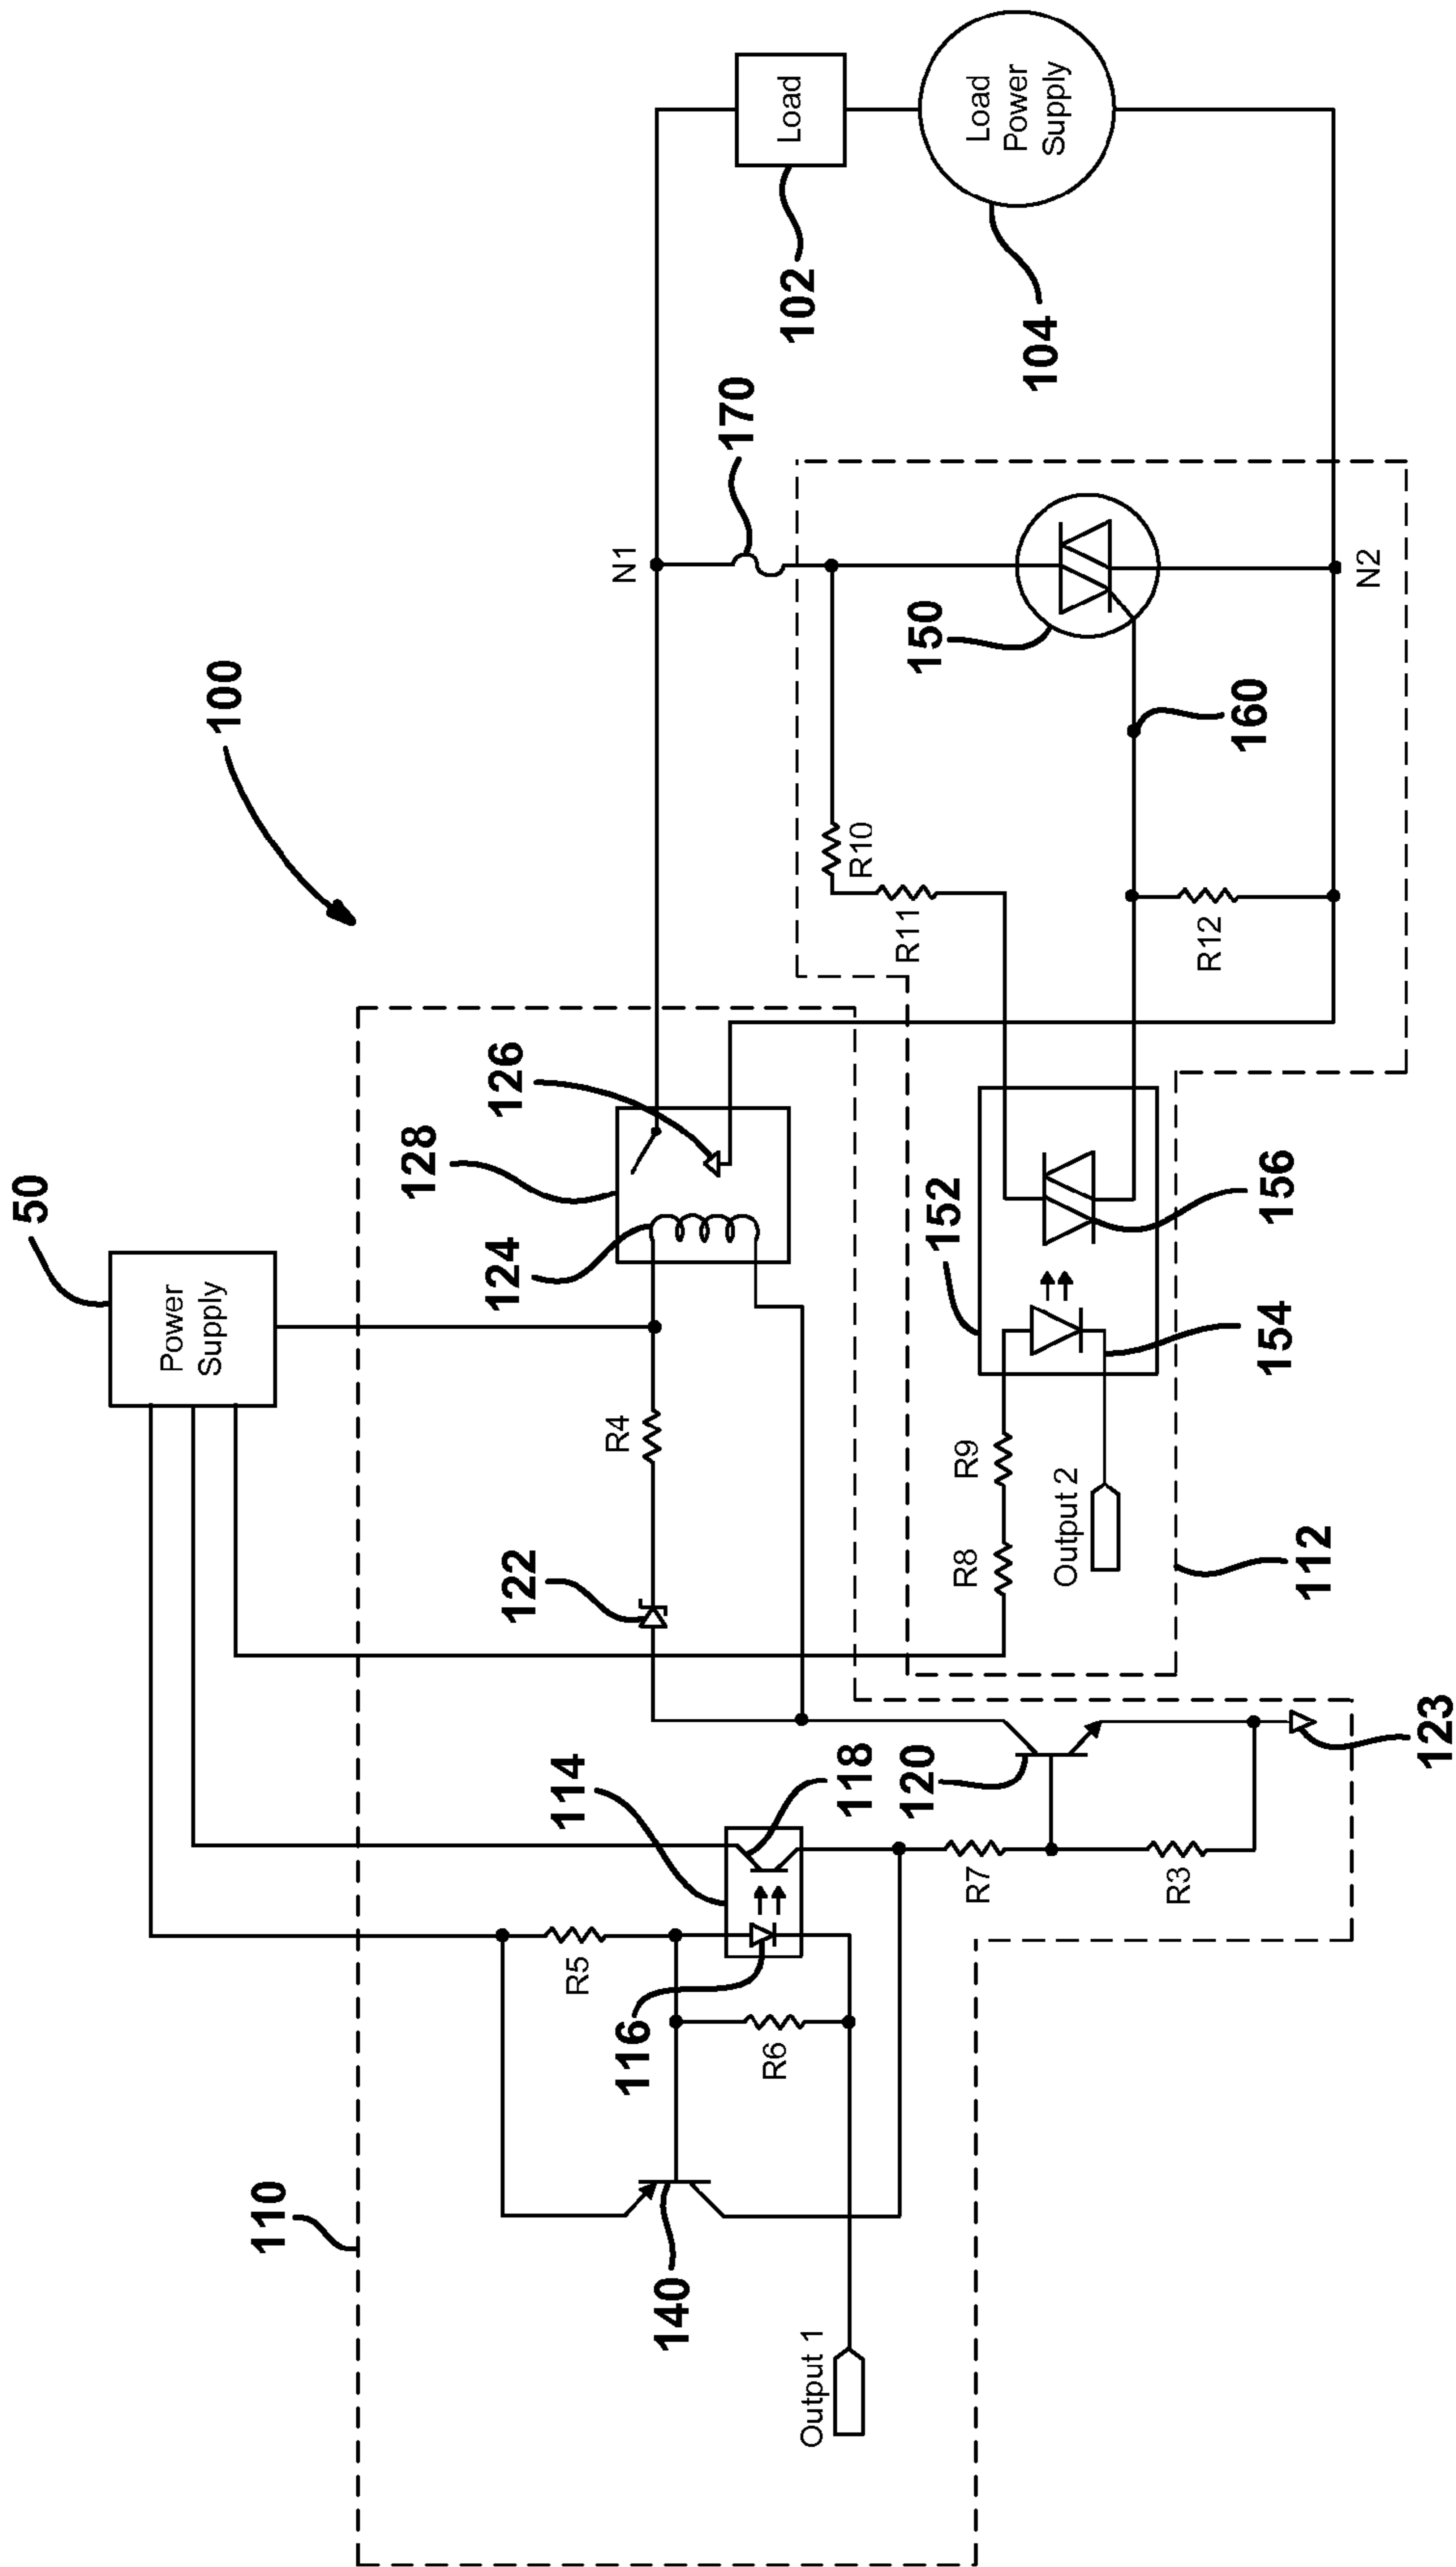 100
50
Power
Supply
110
140
Output 1
R5
116
R6
114
118
122
R4
124
128
126
120
R7
R3
123
R8
R9
Output 2
152
154
156
112
R10
R11
R12
160
150
170
N1
N2
102
Load
104
Load
Power
Supply